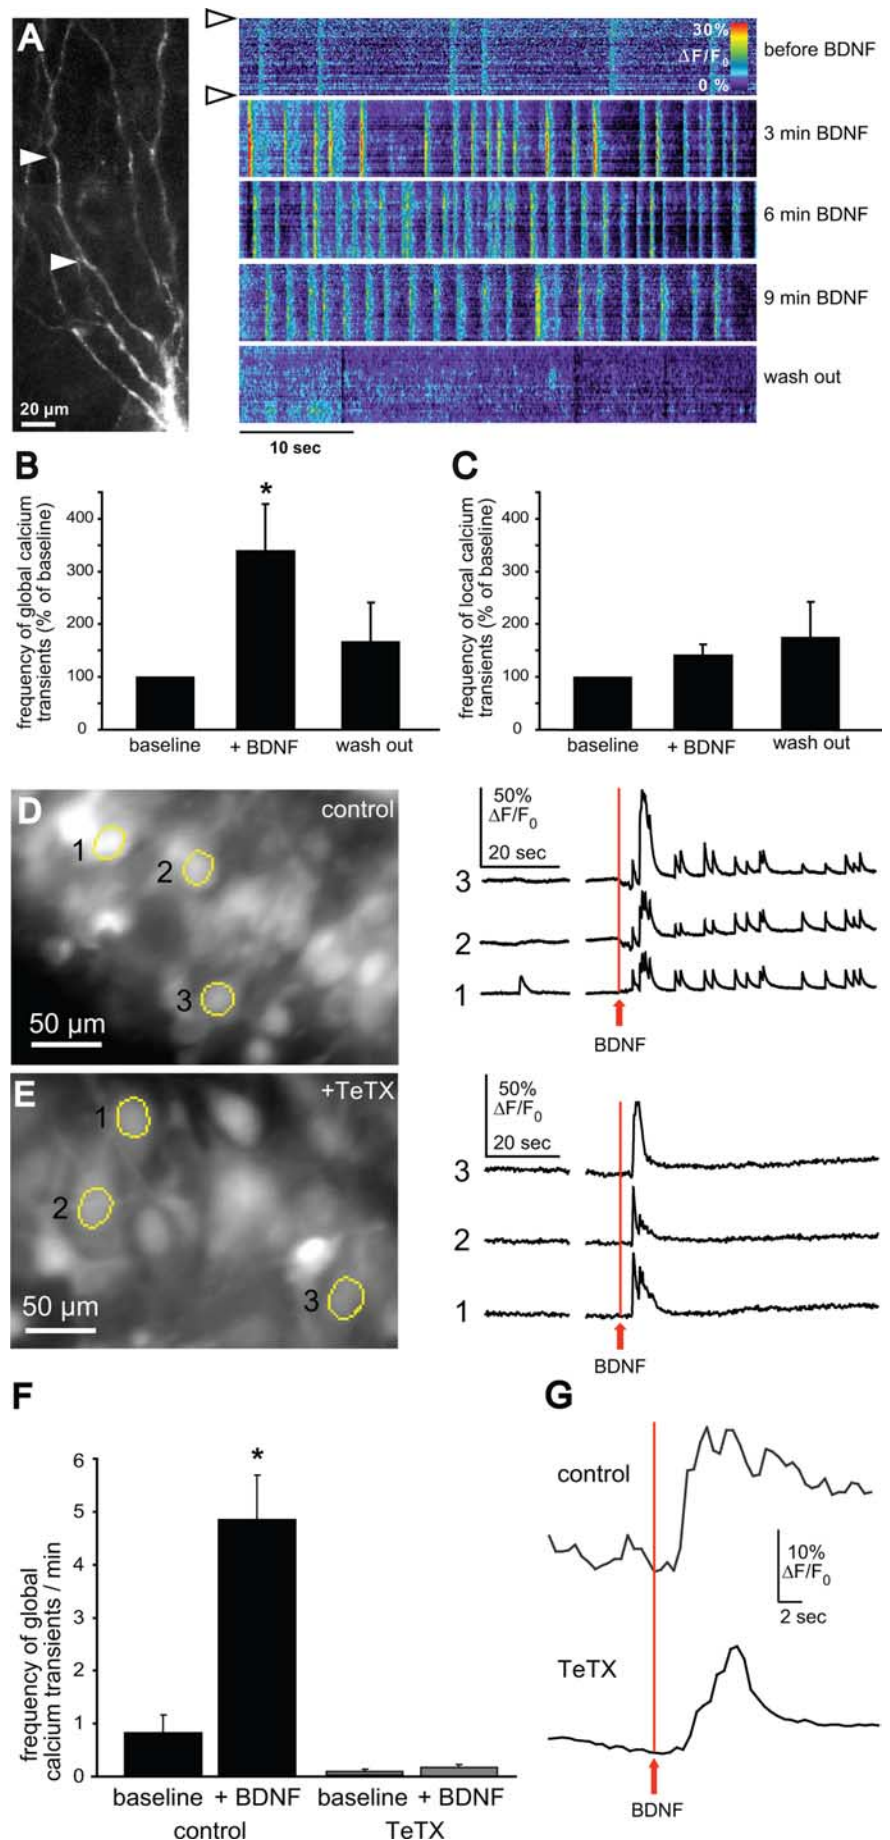 A
20 µm
30%
ΔF/F0
0 %
before BDNF
3 min BDNF
6 min BDNF
9 min BDNF
wash out
10 sec
B
frequency of global calcium
transients (% of baseline)
400
300
200
100
0
baseline
+ BDNF
wash out
*
C
frequency of local calcium
transients (% of baseline)
400
300
200
100
0
baseline
+ BDNF
wash out
D
control
1
2
3
50 µm
50%
ΔF/F0
20 sec
3
2
1
BDNF
E
+TeTX
1
2
3
50 µm
50%
ΔF/F0
20 sec
3
2
1
BDNF
F
frequency of global
calcium transients / min
6
5
4
3
2
1
0
*
baseline + BDNF
control
baseline + BDNF
TeTX
G
control
10%
ΔF/F0
2 sec
TeTX
BDNF